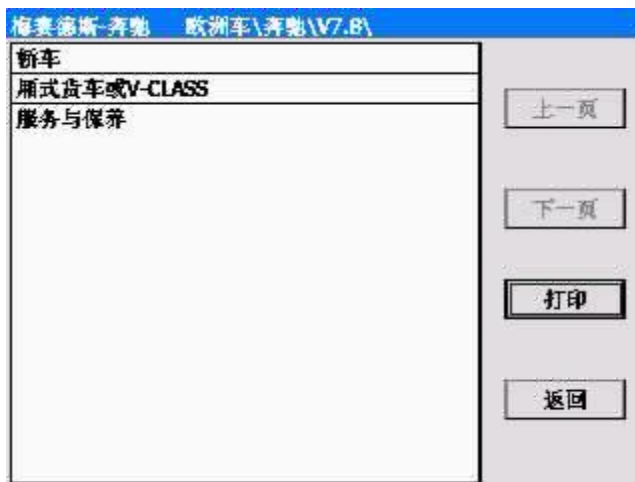 梅赛德斯-奔驰 欧洲车\奔驰\V7.8\
轿车
厢式货车或V-CLASS
服务与保养
上一页
下一页
打印
返回